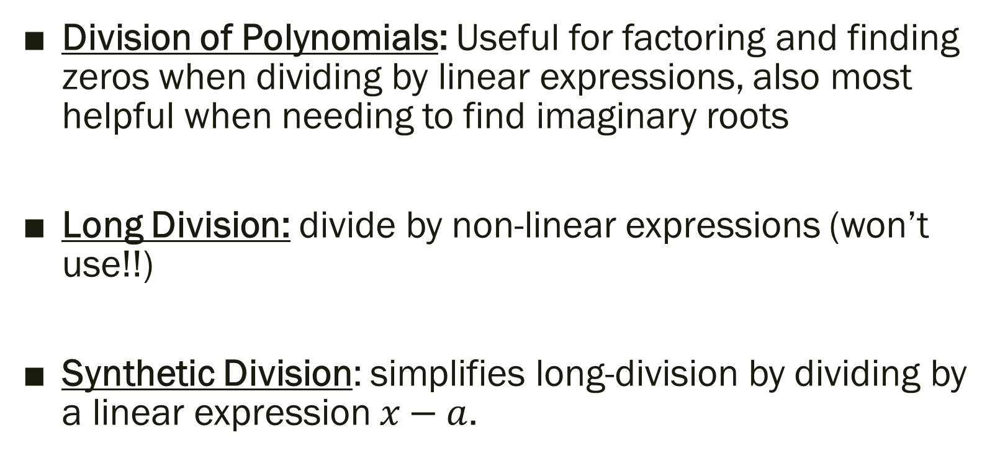 ■ Division of Polynomials: Useful for factoring and finding
zeros when dividing by linear expressions, also most
helpful when needing to find imaginary roots
■ Long Division: divide by non-linear expressions (won’t
use!!)
■ Synthetic Division: simplifies long-division by dividing by
a linear expression 𝑥 − 𝑎.